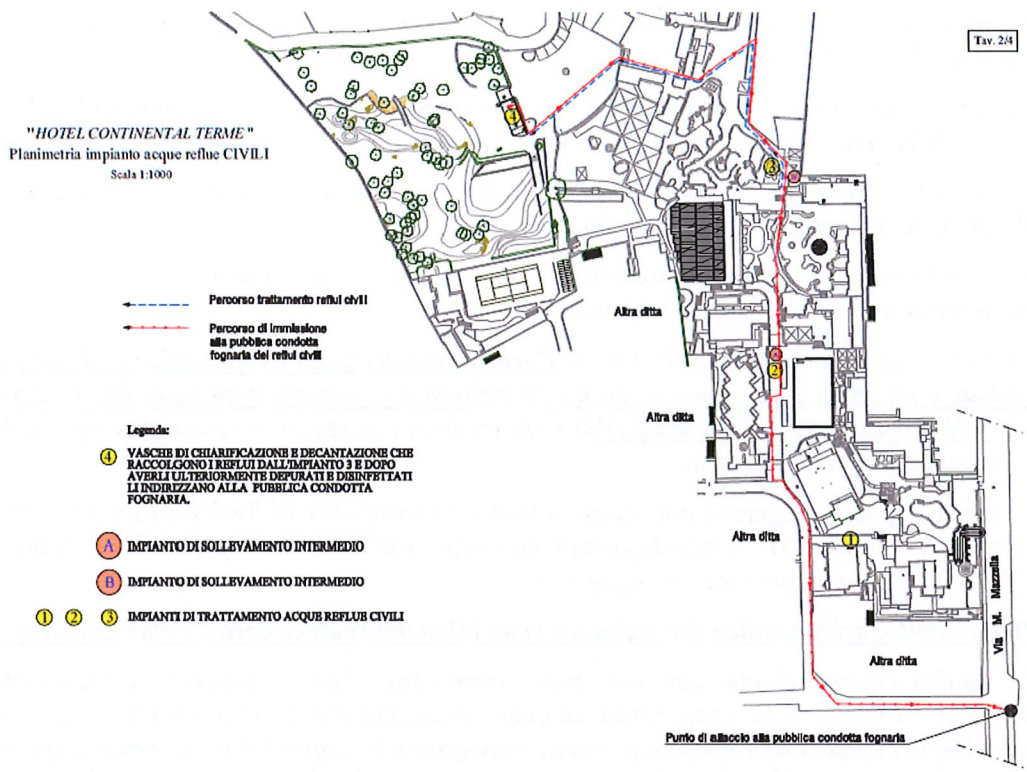 Tav. 2/4
"HOTEL CONTINENTAL TERME"
Planimetria impianto acque reflue CIVILI
Scala 1:1000
4
3
B
Percorso trattamento reflui civili
Percorso di immissione
alla pubblica condotta
fognaria dei reflui civili
Altra ditta
A
2
Altra ditta
Legenda:
4 VASCHE DI CHIARIFICAZIONE E DECANTAZIONE CHE
RACCOLGONO I REFLUI DALL'IMPIANTO 3 E DOPO
AVERLI ULTERIORMENTE DEPURATI E DISINFETTATI
LI INDIRIZZANO ALLA PUBBLICA CONDOTTA
FOGNARIA.
Altra ditta
1
A IMPIANTO DI SOLLEVAMENTO INTERMEDIO
B IMPIANTO DI SOLLEVAMENTO INTERMEDIO
1 2 3 IMPIANTI DI TRATTAMENTO ACQUE REFLUE CIVILI
Via M. Mazzella
Altra ditta
Punto di allaccio alla pubblica condotta fognaria